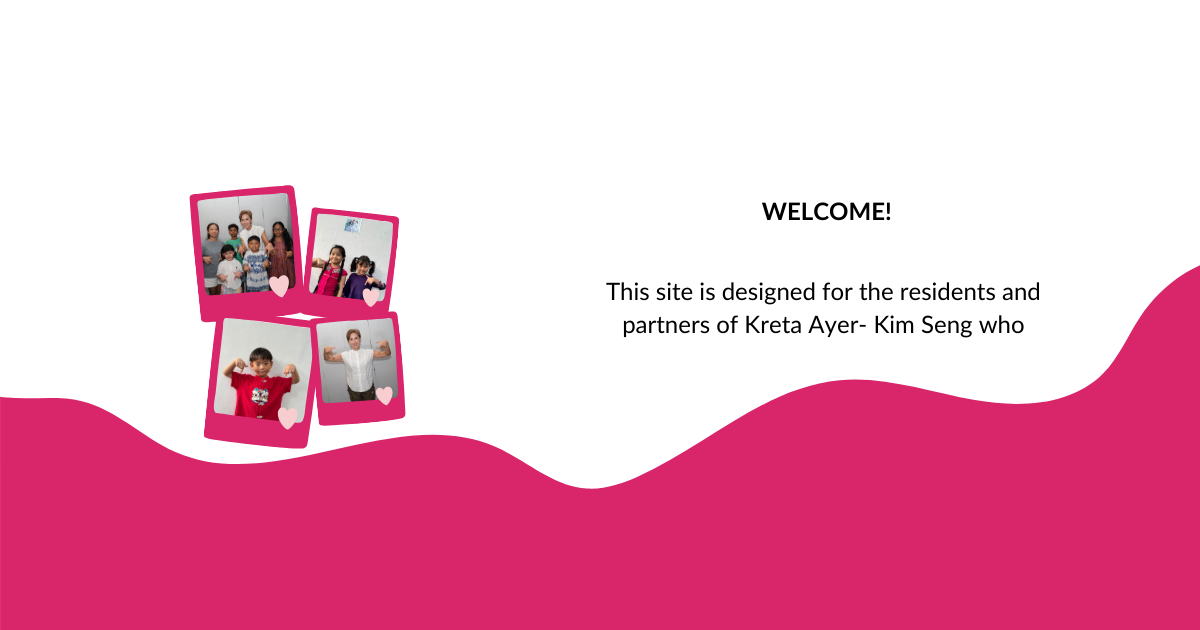 WELCOME!
This site is designed for the residents and
partners of Kreta Ayer- Kim Seng who